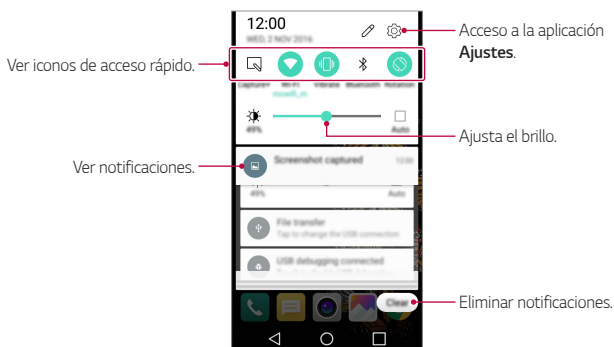 12:00
WED, 2 NOV 2016
Acceso a la aplicación
Ajustes.
Ver iconos de acceso rápido.
Capture+ Wi-Fi Vibrate Bluetooth Rotation
49% Auto
Ajusta el brillo.
Ver notificaciones.
Screenshot captured 12:00
49% Auto
File transfer
Tap to change the USB connection
USB debugging connected
Clear
Eliminar notificaciones.